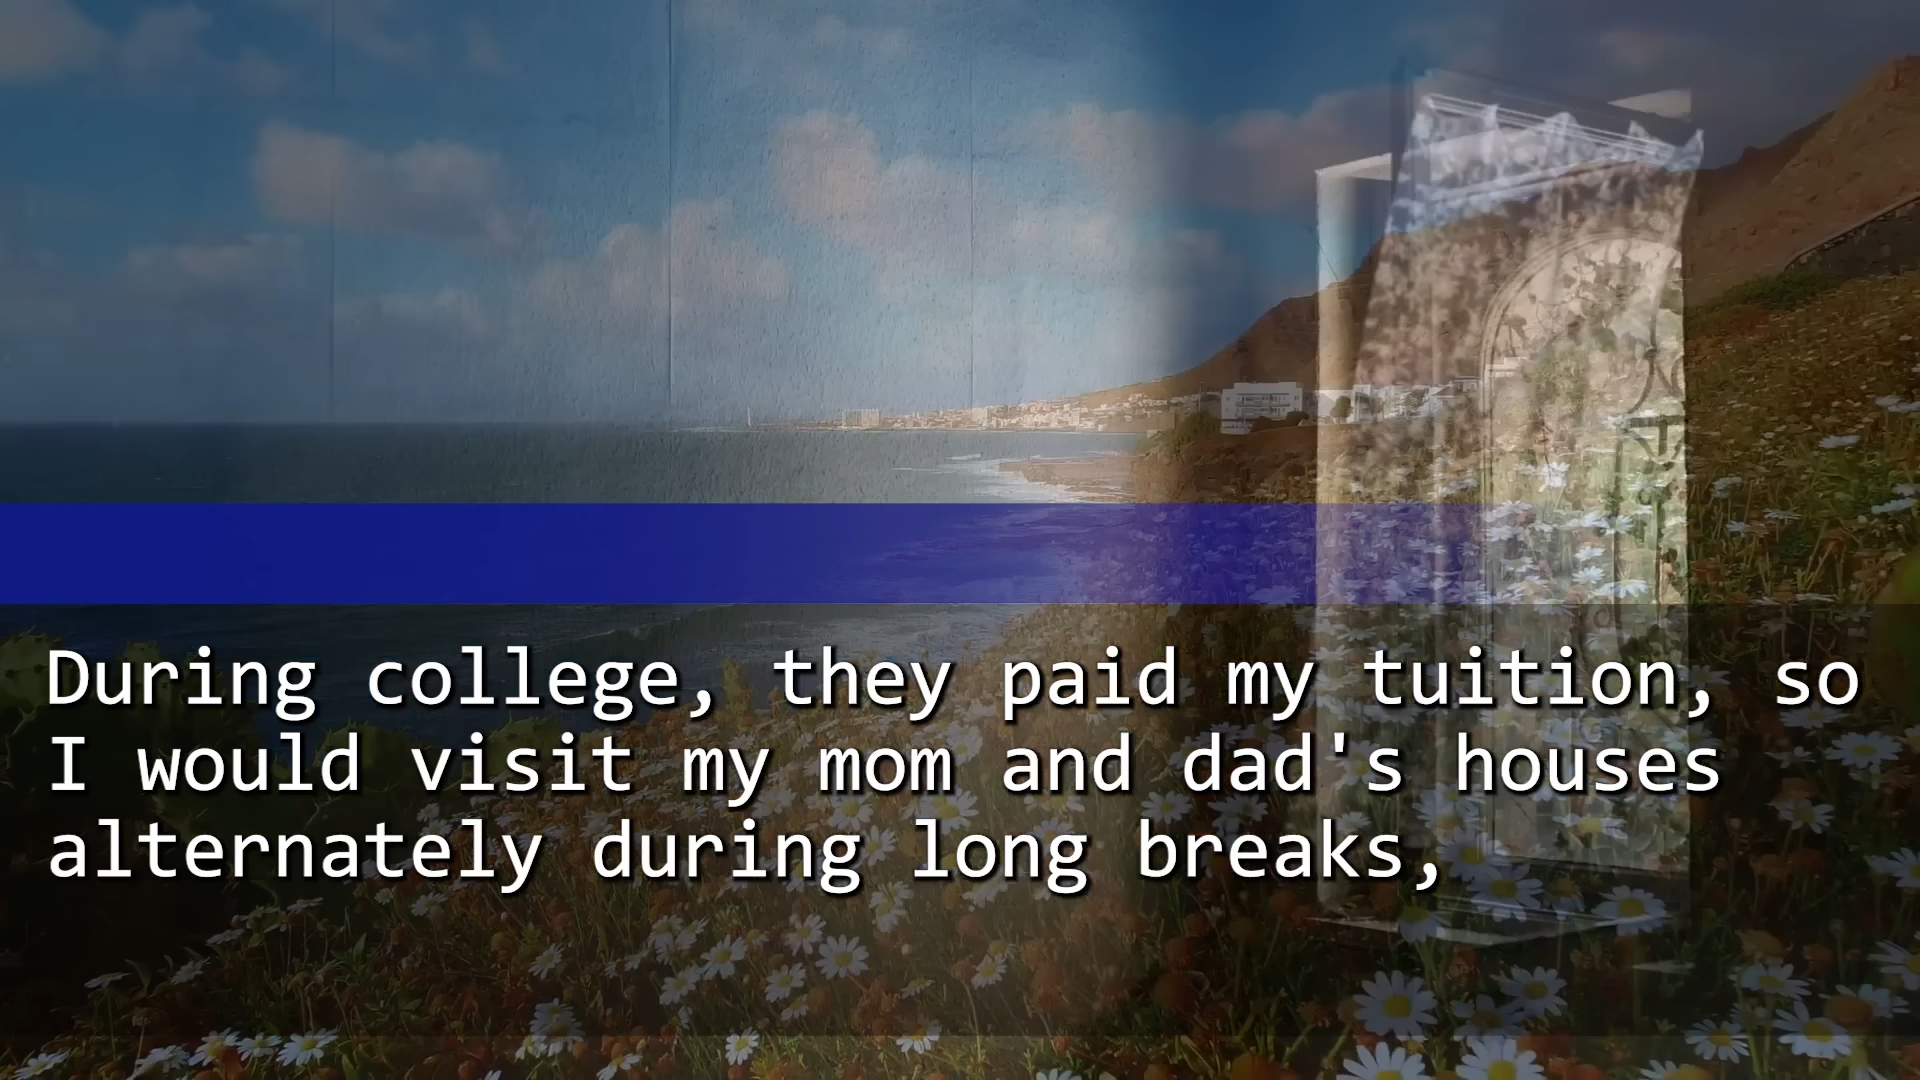 During college, they paid my tuition, so
I would visit my mom and dad's houses
alternately during long breaks,